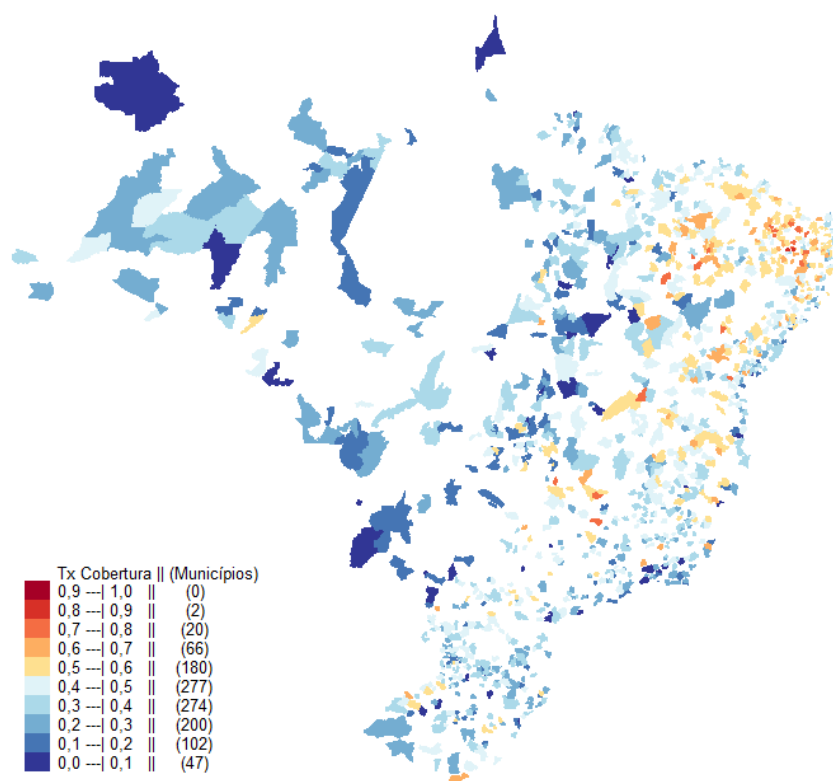 Tx Cobertura || (Municípios)
0,9 ---| 1,0 || (0)
0,8 ---| 0,9 || (2)
0,7 ---| 0,8 || (20)
0,6 ---| 0,7 || (66)
0,5 ---| 0,6 || (180)
0,4 ---| 0,5 || (277)
0,3 ---| 0,4 || (274)
0,2 ---| 0,3 || (200)
0,1 ---| 0,2 || (102)
0,0 ---| 0,1 || (47)